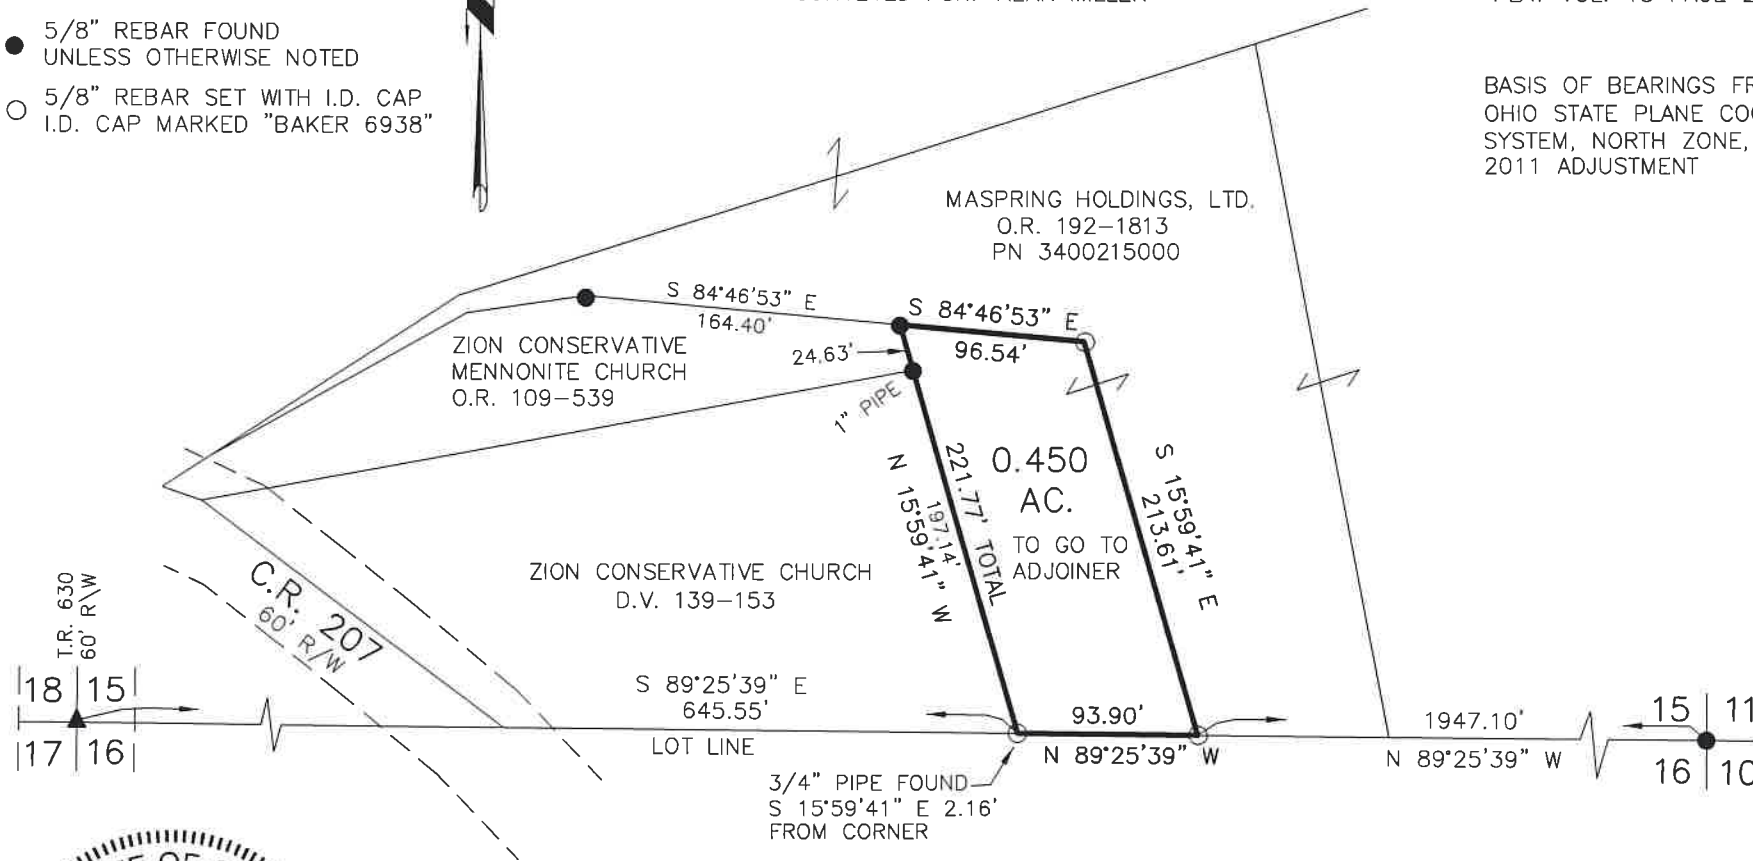 5/8" REBAR FOUND
UNLESS OTHERWISE NOTED
5/8" REBAR SET WITH I.D. CAP
I.D. CAP MARKED "BAKER 6938"
BASIS OF BEARINGS FR
OHIO STATE PLANE COO
SYSTEM, NORTH ZONE,
2011 ADJUSTMENT
MASPRING HOLDINGS, LTD.
O.R. 192-1813
PN 3400215000
S 84°46'53" E
164.40'
S 84°46'53" E
96.54'
24.63'
1" PIPE
ZION CONSERVATIVE
MENNONITE CHURCH
O.R. 109-539
N 15°59'41" W
197.14'
221.77' TOTAL
0.450
AC.
TO GO TO
ADJOINER
S 15°59'41" E
213.61'
ZION CONSERVATIVE CHURCH
D.V. 139-153
C.R. 207
60' R/W
T.R. 630
60' R\W
18 15
17 16
S 89°25'39" E
645.55'
LOT LINE
93.90'
N 89°25'39" W
1947.10'
N 89°25'39" W
15 11
16 10
3/4" PIPE FOUND
S 15°59'41" E 2.16'
FROM CORNER